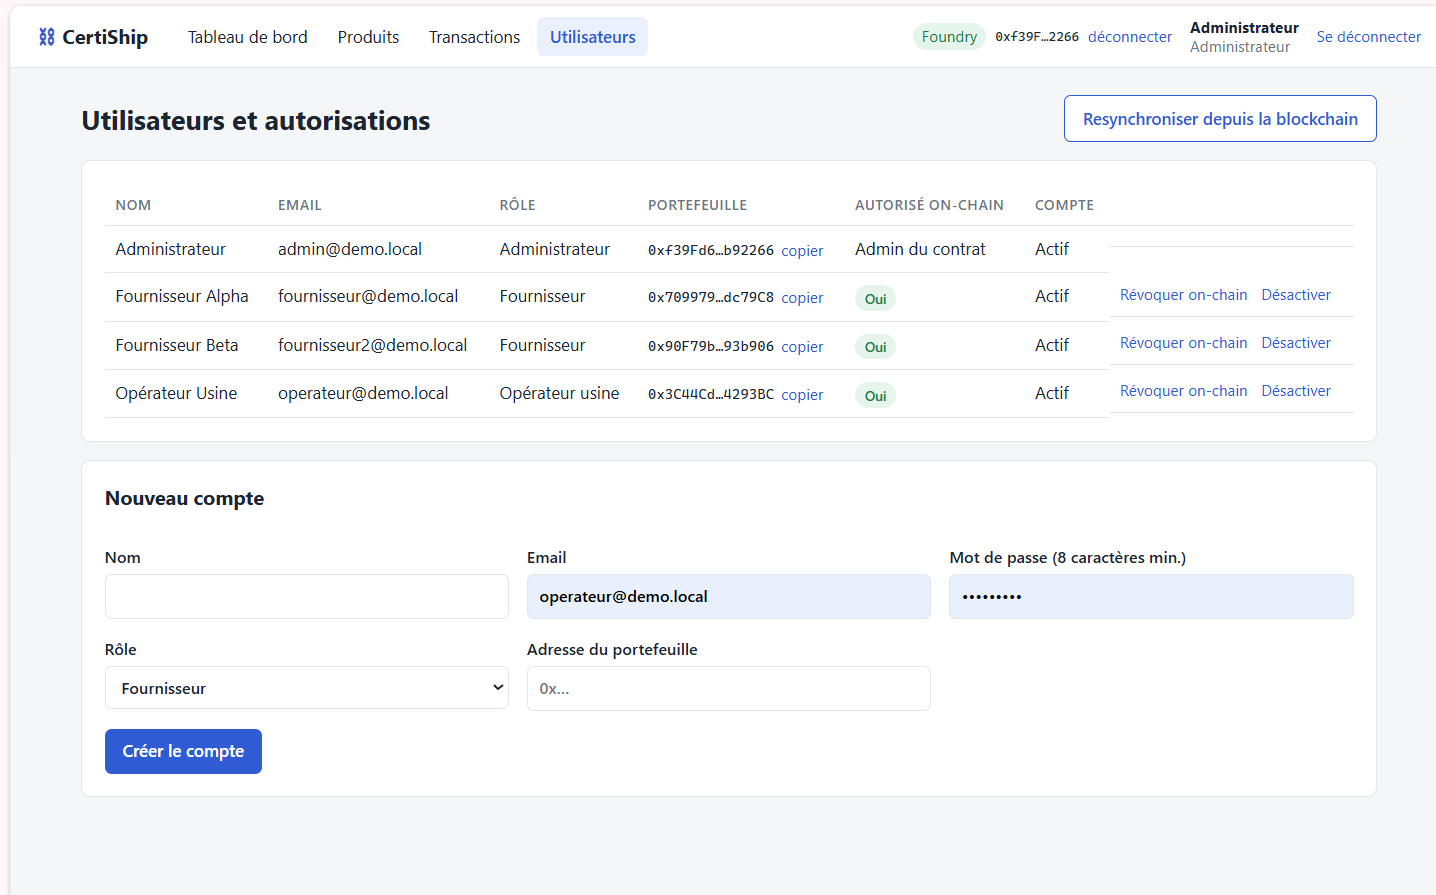 CertiShip Tableau de bord Produits Transactions Utilisateurs Foundry 0xf39F…2266 déconnecter Administrateur Se déconnecter
Administrateur
Utilisateurs et autorisations Resynchroniser depuis la blockchain
NOM EMAIL RÔLE PORTEFEUILLE AUTORISÉ ON-CHAIN COMPTE
Administrateur admin@demo.local Administrateur 0xf39Fd6…b92266 copier Admin du contrat Actif
Fournisseur Alpha fournisseur@demo.local Fournisseur 0x709979…dc79C8 copier Oui Actif Révoquer on-chain Désactiver
Fournisseur Beta fournisseur2@demo.local Fournisseur 0x90F79b…93b906 copier Oui Actif Révoquer on-chain Désactiver
Opérateur Usine operateur@demo.local Opérateur usine 0x3C44Cd…4293BC copier Oui Actif Révoquer on-chain Désactiver
Nouveau compte
Nom Email Mot de passe (8 caractères min.)
operateur@demo.local •••••••••
Rôle Adresse du portefeuille
Fournisseur 0x...
Créer le compte